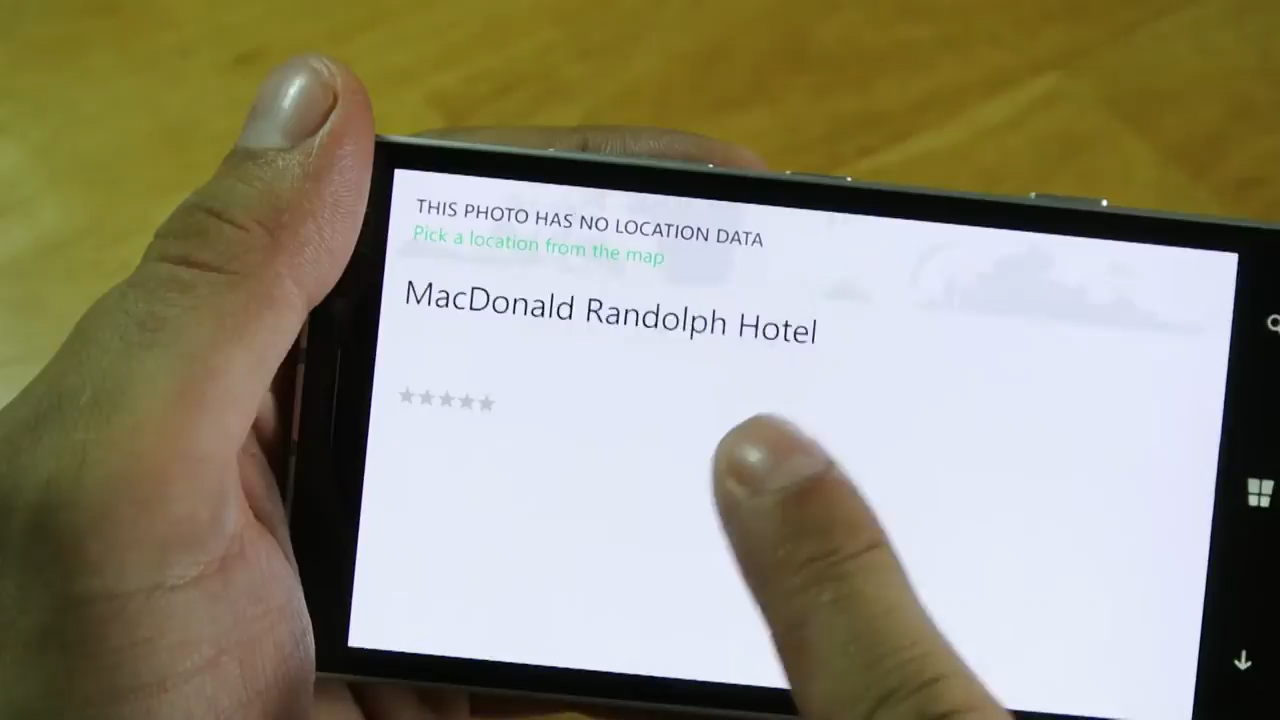 THIS PHOTO HAS NO LOCATION DATA
Pick a location from the map
MacDonald Randolph Hotel